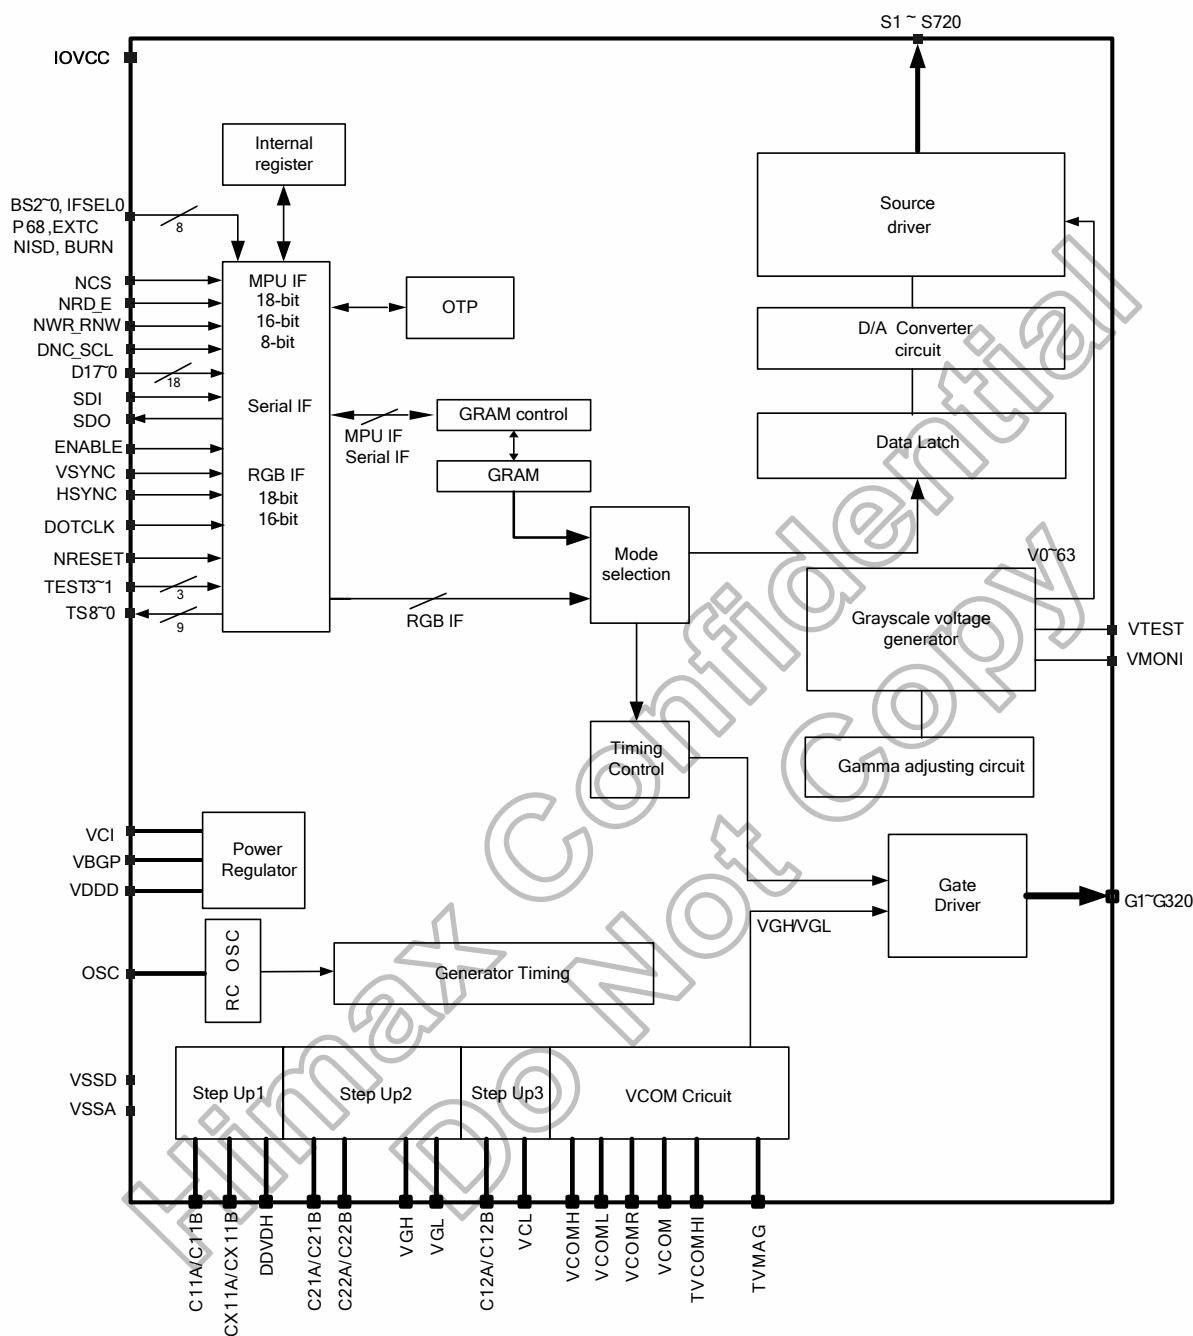 S1 ~ S720
IOVCC
Internal
register
BS2~0, IFSEL0
P68,EXTC
NISD, BURN
8
Source
driver
NCS
NRD_E
NWR_RNW
DNC_SCL
D17~0
18
SDI
SDO
ENABLE
VSYNC
HSYNC
DOTCLK
NRESET
TEST3~1
3
TS8~0
9
MPU IF
18-bit
16-bit
8-bit
Serial IF
RGB IF
18-bit
16-bit
OTP
D/A Converter
circuit
GRAM control
MPU IF
Serial IF
GRAM
Data Latch
Mode
selection
RGB IF
V0~63
Grayscale voltage
generator
VTEST
VMONI
Timing
Control
Gamma adjusting circuit
VCI
VBGP
VDDD
Power
Regulator
Gate
Driver
G1~G320
VGH/VGL
OSC
RC OSC
Generator Timing
VSSD
VSSA
Step Up1
Step Up2
Step Up3
VCOM Cricuit
C11A/C11B
CX11A/CX11B
DDVDH
C21A/C21B
C22A/C22B
VGH
VGL
C12A/C12B
VCL
VCOMH
VCOML
VCOMR
VCOM
TVCOMHI
TVMAG
Himax Confidential
Do Not Copy